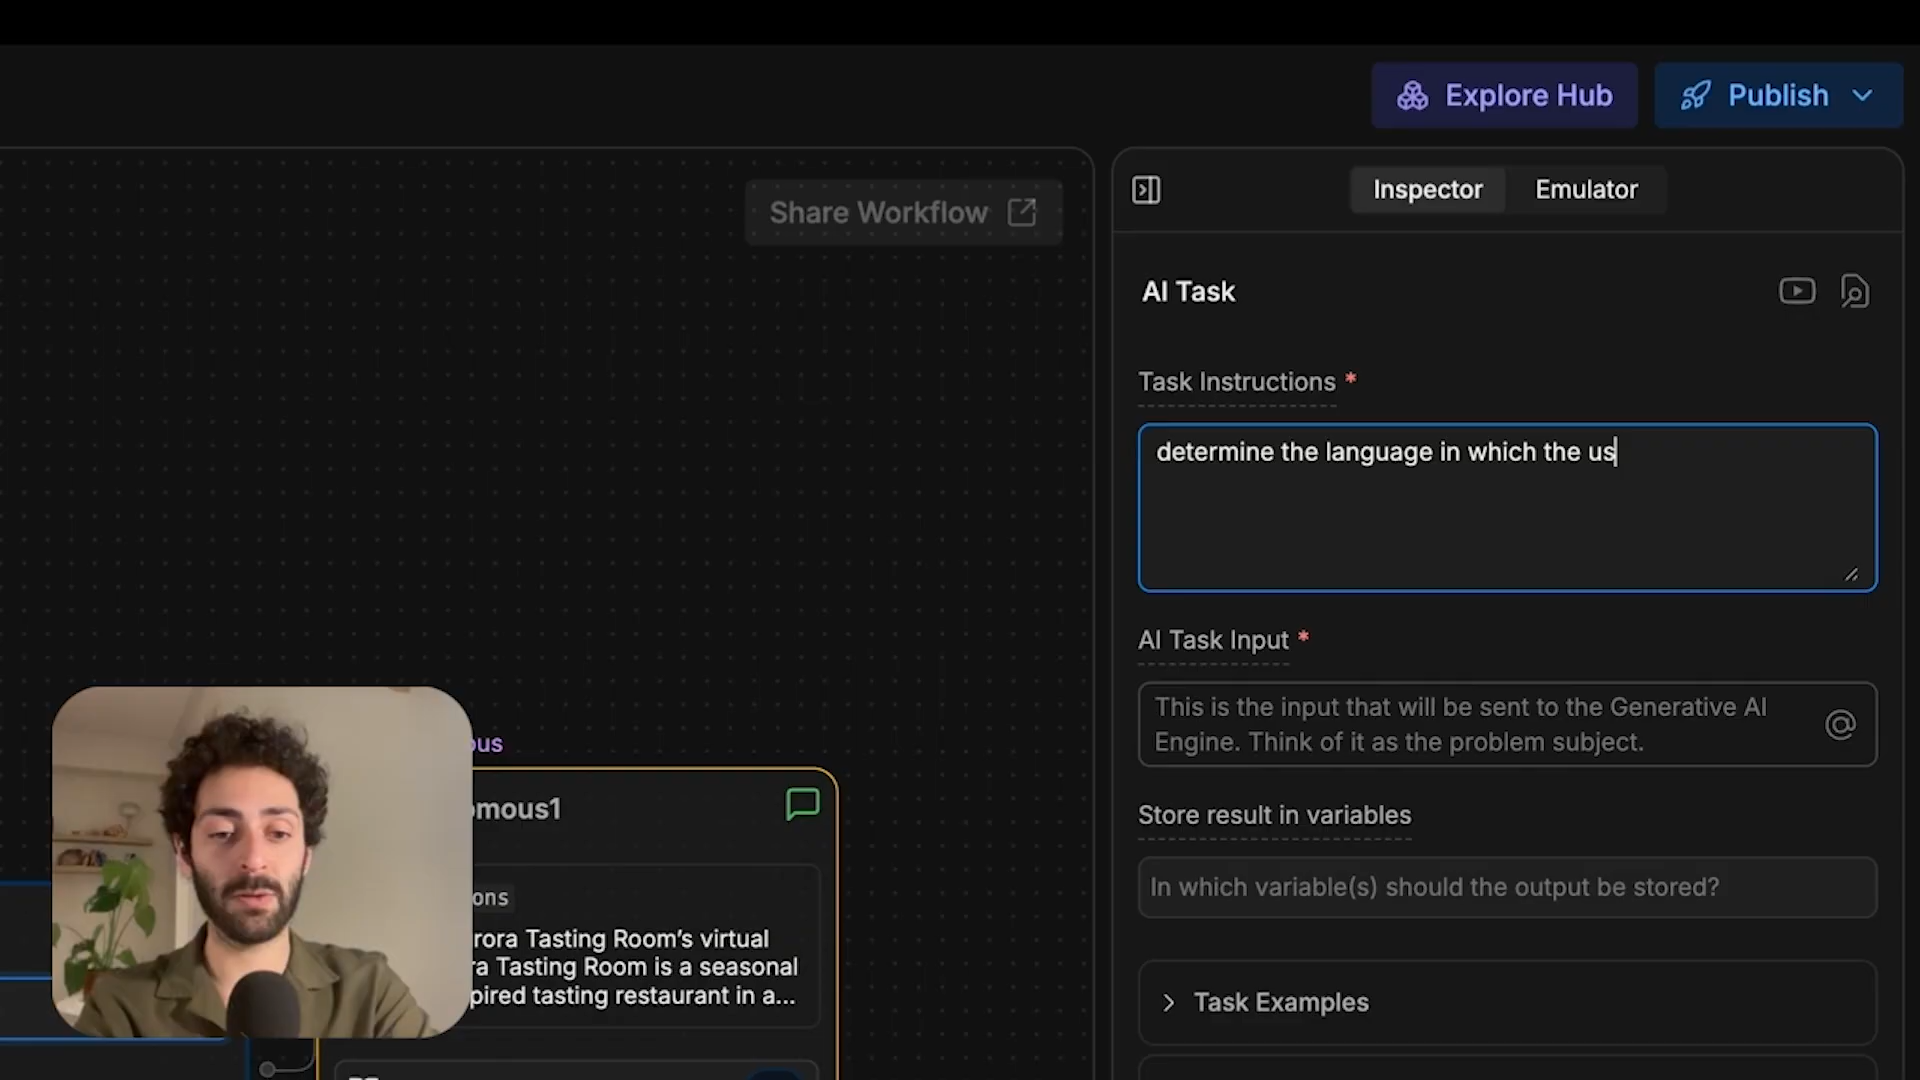 Explore Hub
Publish
Share Workflow
Inspector
Emulator
AI Task
Task Instructions *
determine the language in which the us
AI Task Input *
This is the input that will be sent to the Generative AI
Engine. Think of it as the problem subject.
Store result in variables
In which variable(s) should the output be stored?
Task Examples
ous
omous1
ons
rora Tasting Room’s virtual
ra Tasting Room is a seasonal
pired tasting restaurant in a...